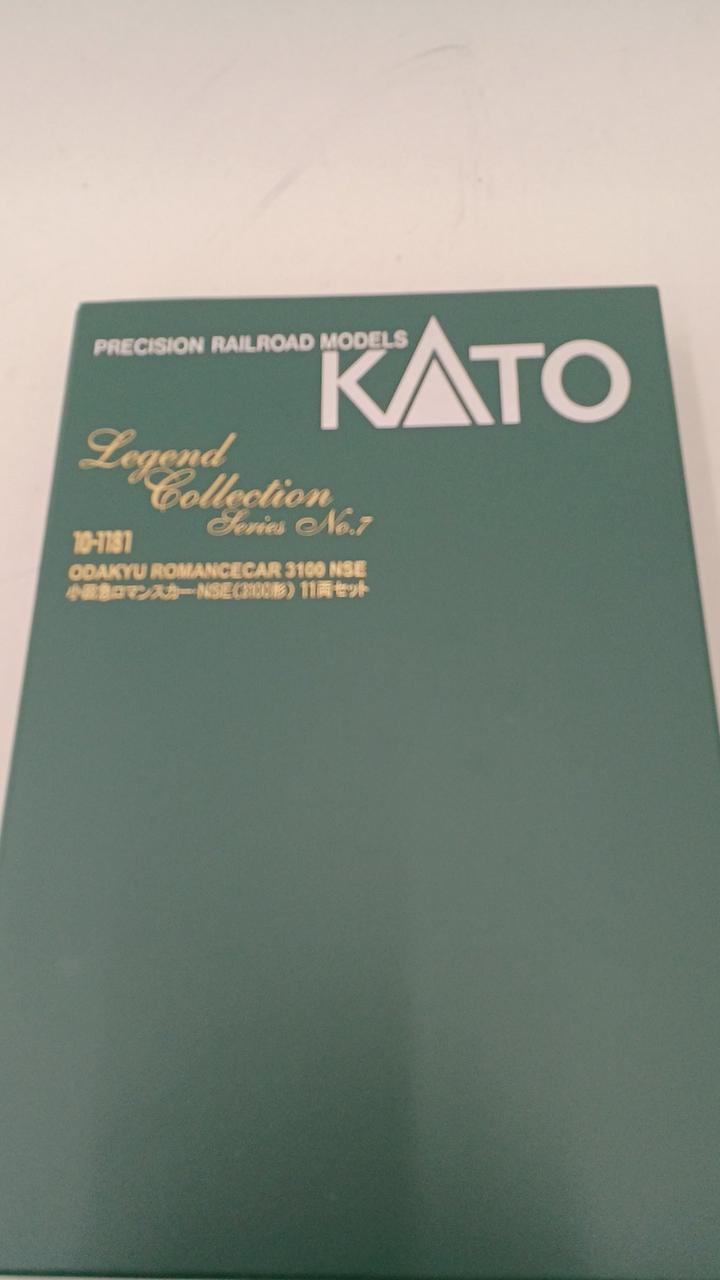 PRECISION RAILROAD MODELS
KATO
Legend
Collection
Series No.7
10-1181
ODAKYU ROMANCECAR 3100 NSE
小田急ロマンスカー・NSE(3100形) 11両セット